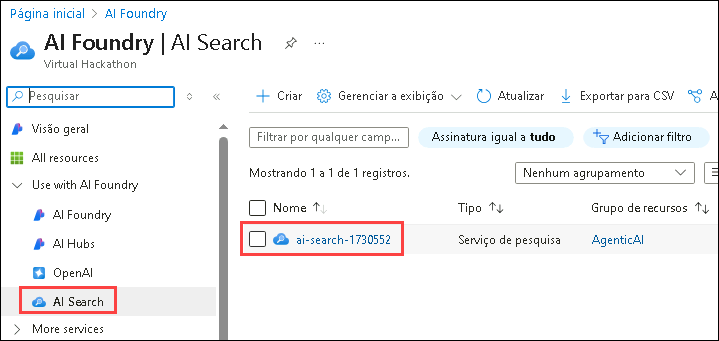 Página inicial > AI Foundry
AI Foundry | AI Search
Virtual Hackathon
Pesquisar
Visão geral
All resources
Use with AI Foundry
AI Foundry
AI Hubs
OpenAI
AI Search
More services
Criar Gerenciar a exibição Atualizar Exportar para CSV
Filtrar por qualquer camp... Assinatura igual a tudo Adicionar filtro
Mostrando 1 a 1 de 1 registros. Nenhum agrupamento
Nome Tipo Grupo de recursos
ai-search-1730552 Serviço de pesquisa AgenticAI